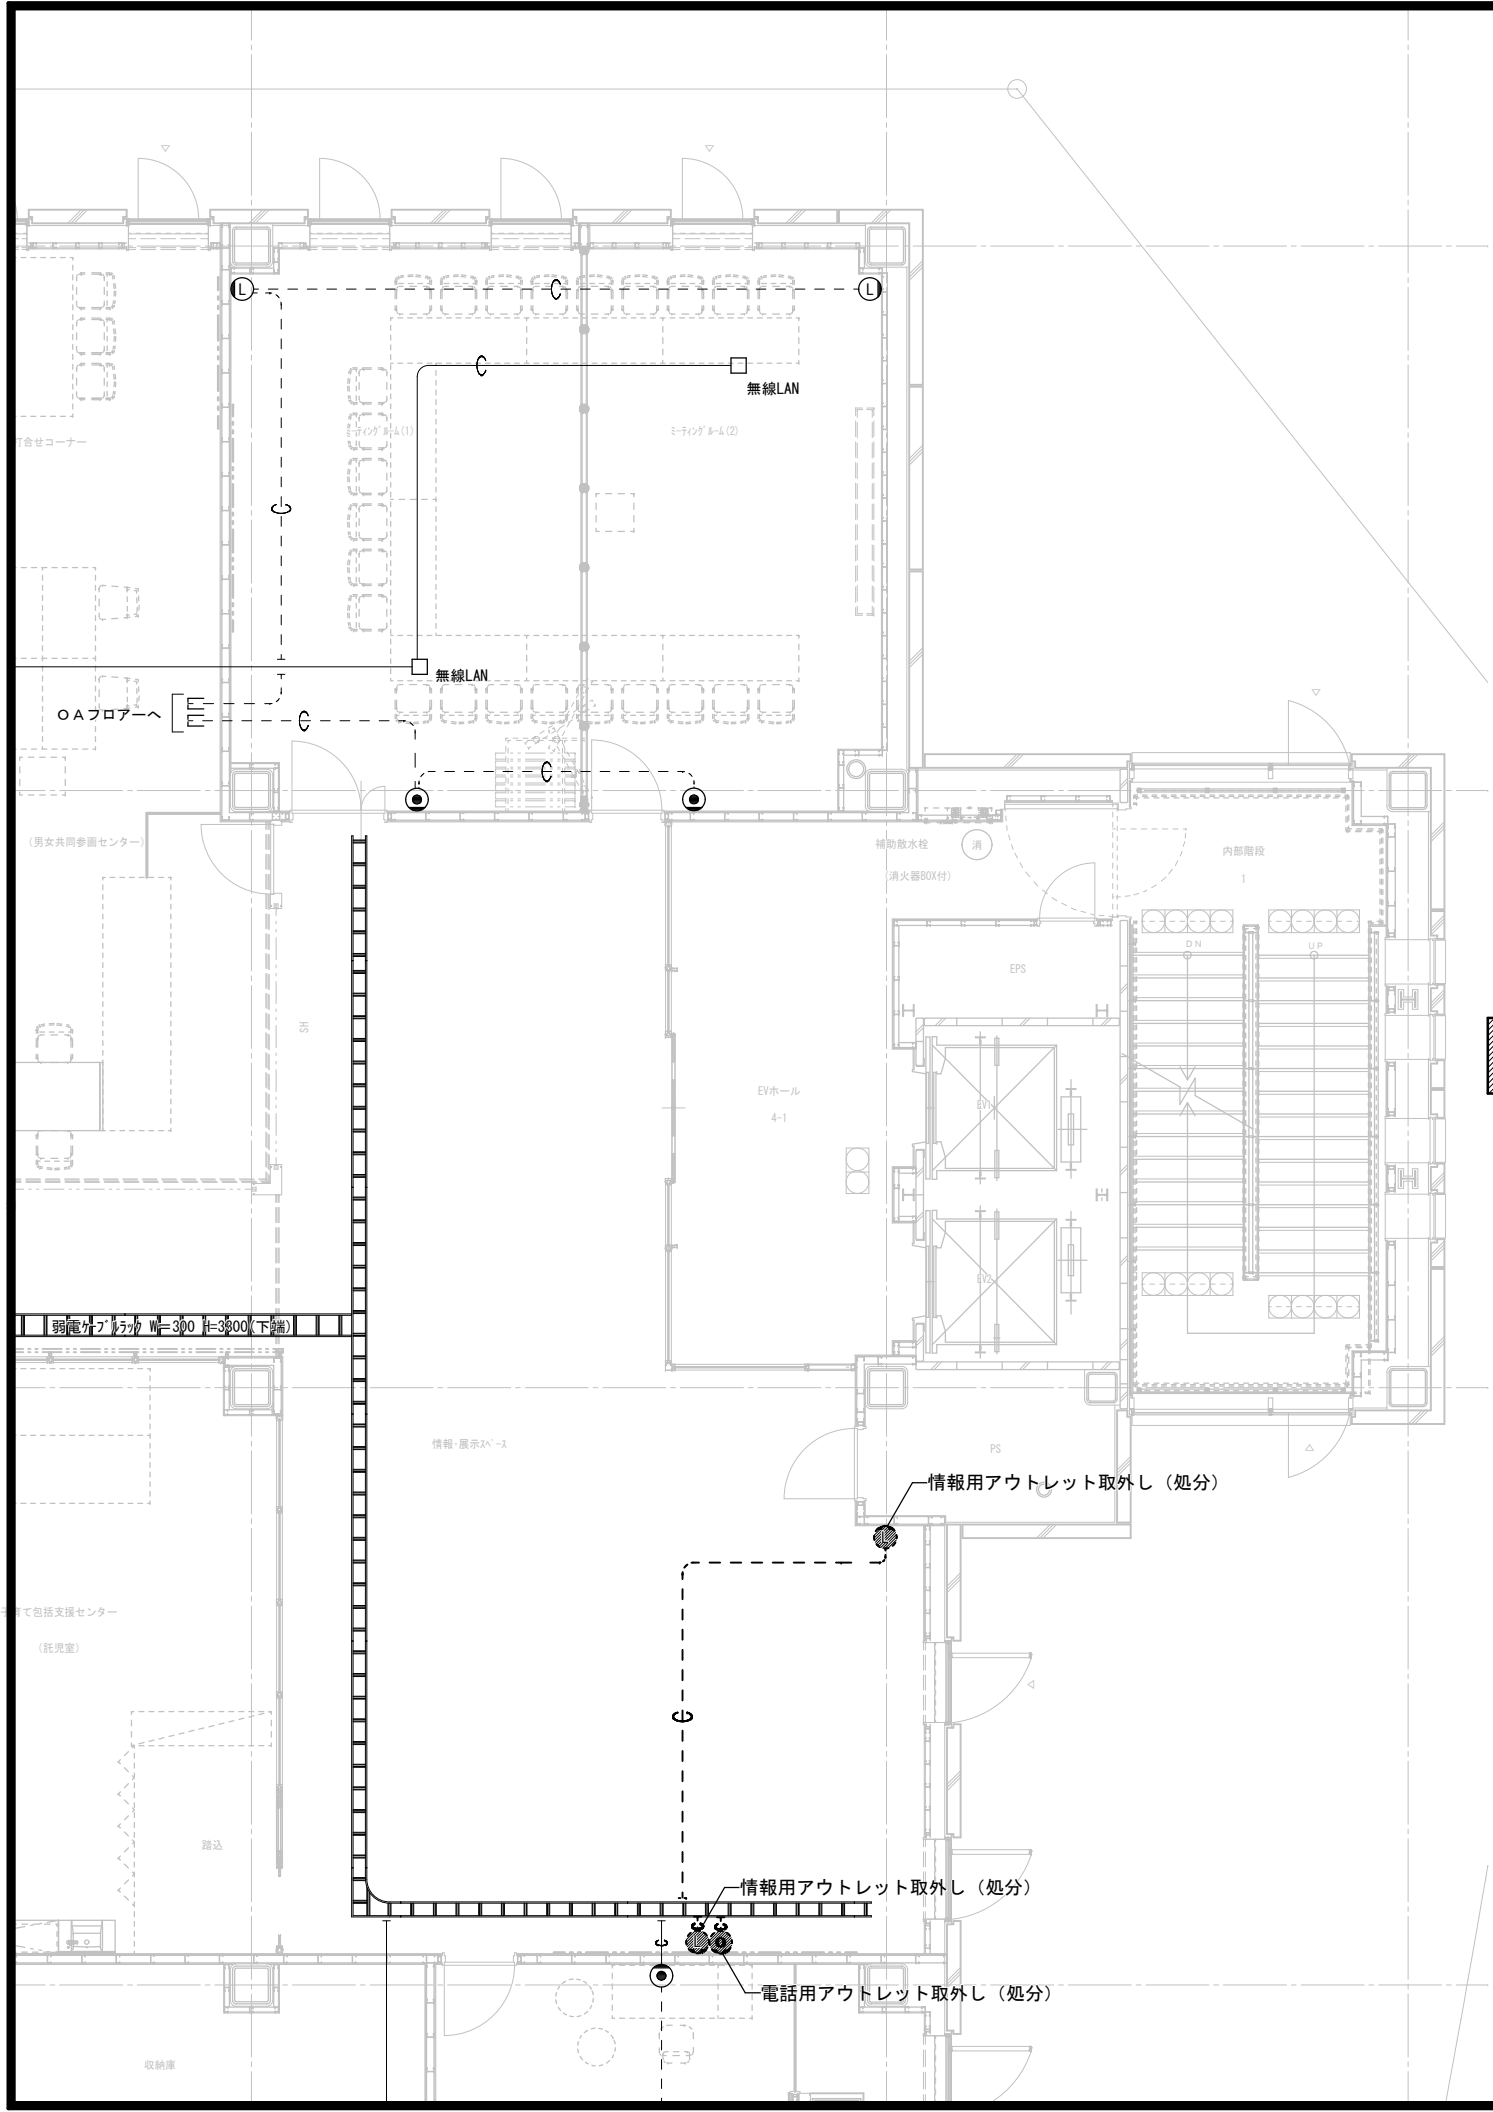 L
L
無線LAN
打合せコーナー
ミーティングルーム(1)
ミーティングルーム(2)
無線LAN
OAフロアーへ
(男女共同参画センター)
補助散水栓
消
(消火器BOX付)
内部階段
1
DN
UP
EPS
SH
EVホール
4-1
EV1
EV2
弱電ケーブルラック W=300 H=3300(下端)
情報・展示スペース
PS
情報用アウトレット取外し（処分）
L
子育て包括支援センター
(託児室)
踏込
情報用アウトレット取外し（処分）
L
電話用アウトレット取外し（処分）
収納庫